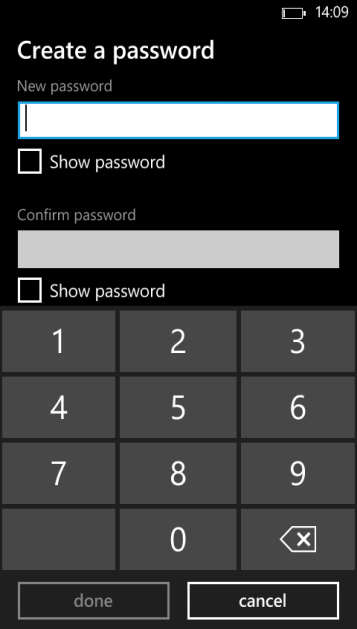 14:09
Create a password
New password
Show password
Confirm password
Show password
1 2 3
4 5 6
7 8 9
0
done cancel